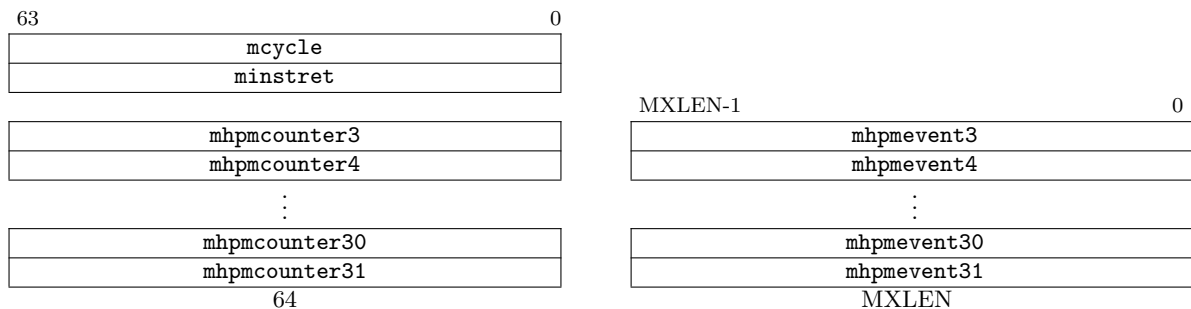 63 0
mcycle
minstret
MXLEN-1 0
mhpmcounter3 mhpmevent3
mhpmcounter4 mhpmevent4
⋮ ⋮
mhpmcounter30 mhpmevent30
mhpmcounter31 mhpmevent31
64 MXLEN